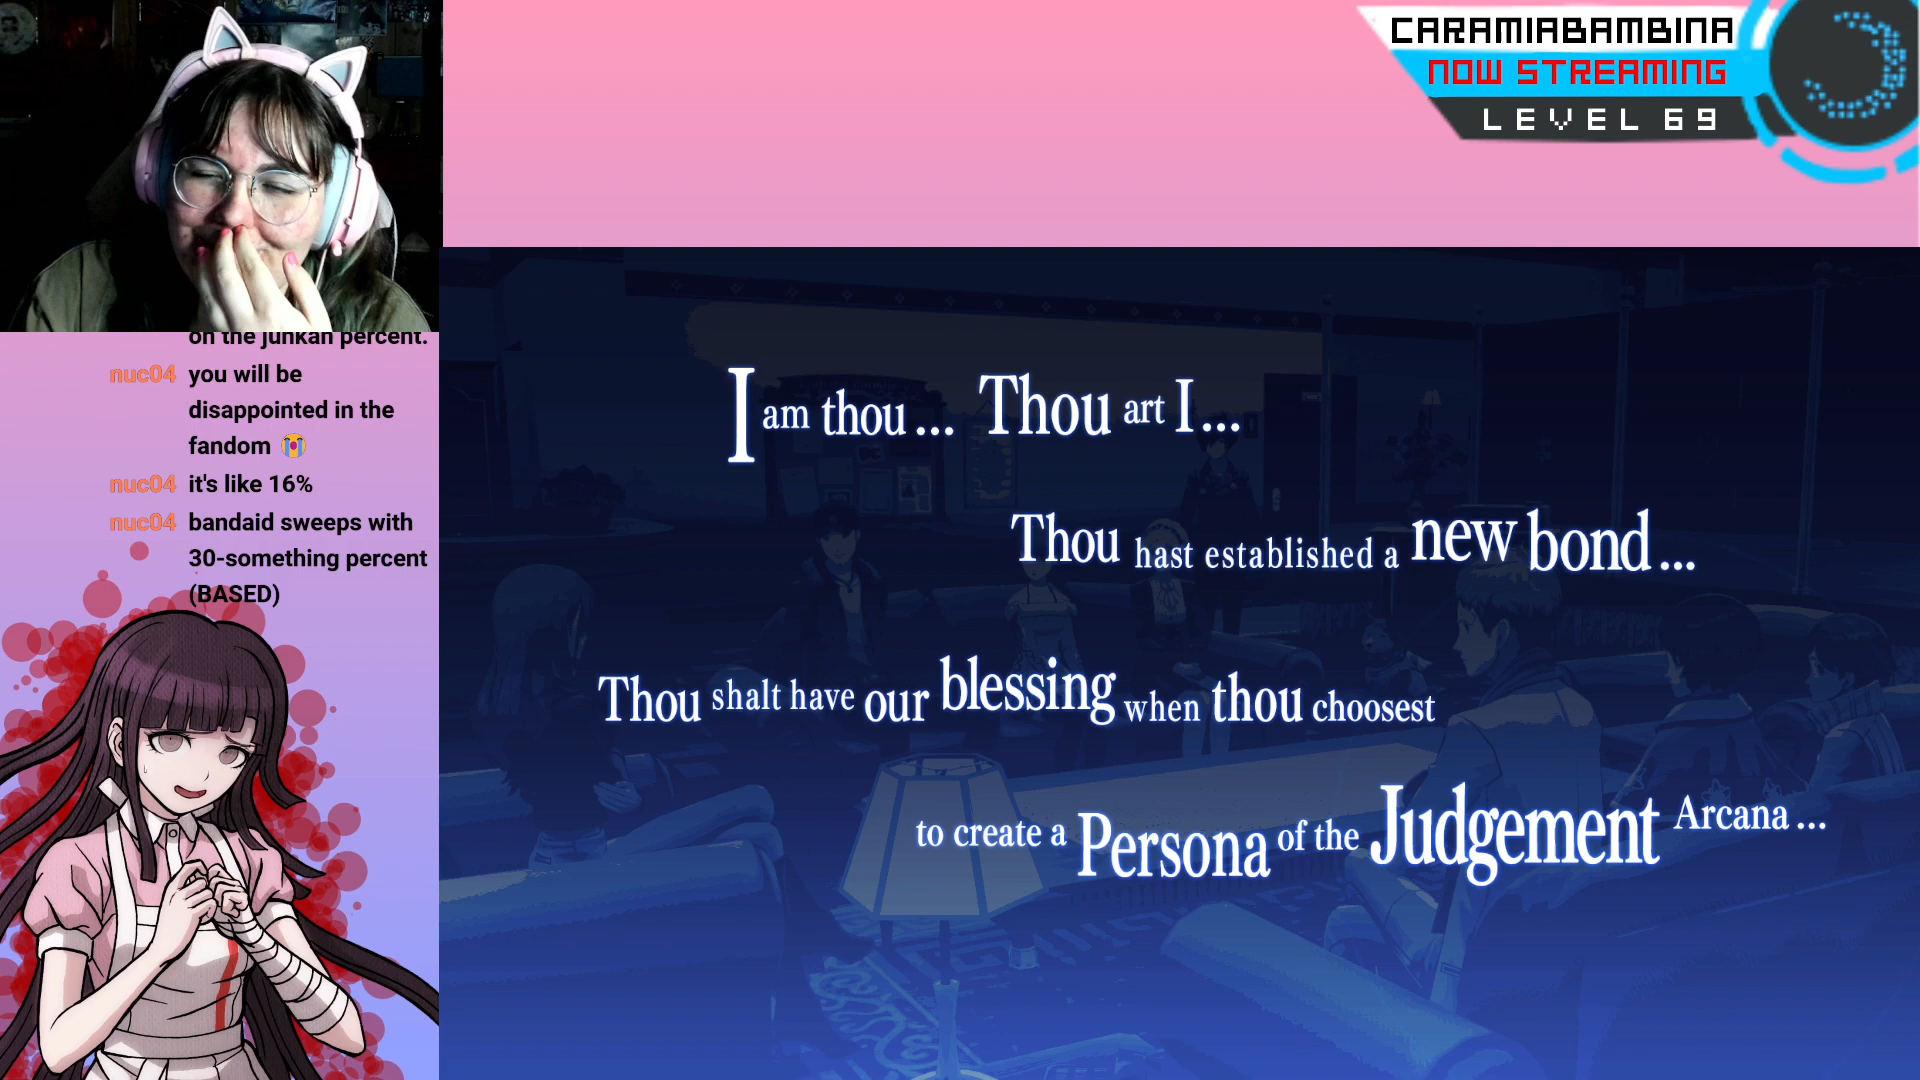 CARAMIABAMBINA
NOW STREAMING
LEVEL 69
on the junkan percent.
nuc04 you will be
disappointed in the
fandom 😭
nuc04 it's like 16%
nuc04 bandaid sweeps with
30-something percent
(BASED)
I am thou... Thou art I...
Thou hast established a new bond...
Thou shalt have our blessing when thou choosest
to create a Persona of the Judgement Arcana...